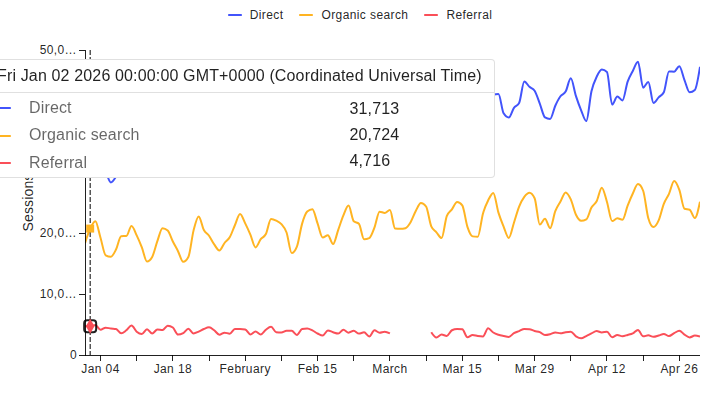 Direct Organic search Referral
50,0...
Fri Jan 02 2026 00:00:00 GMT+0000 (Coordinated Universal Time)
Direct 31,713
Organic search 20,724
Referral 4,716
Sessions
20,0...
10,0...
0
Jan 04 Jan 18 February Feb 15 March Mar 15 Mar 29 Apr 12 Apr 26